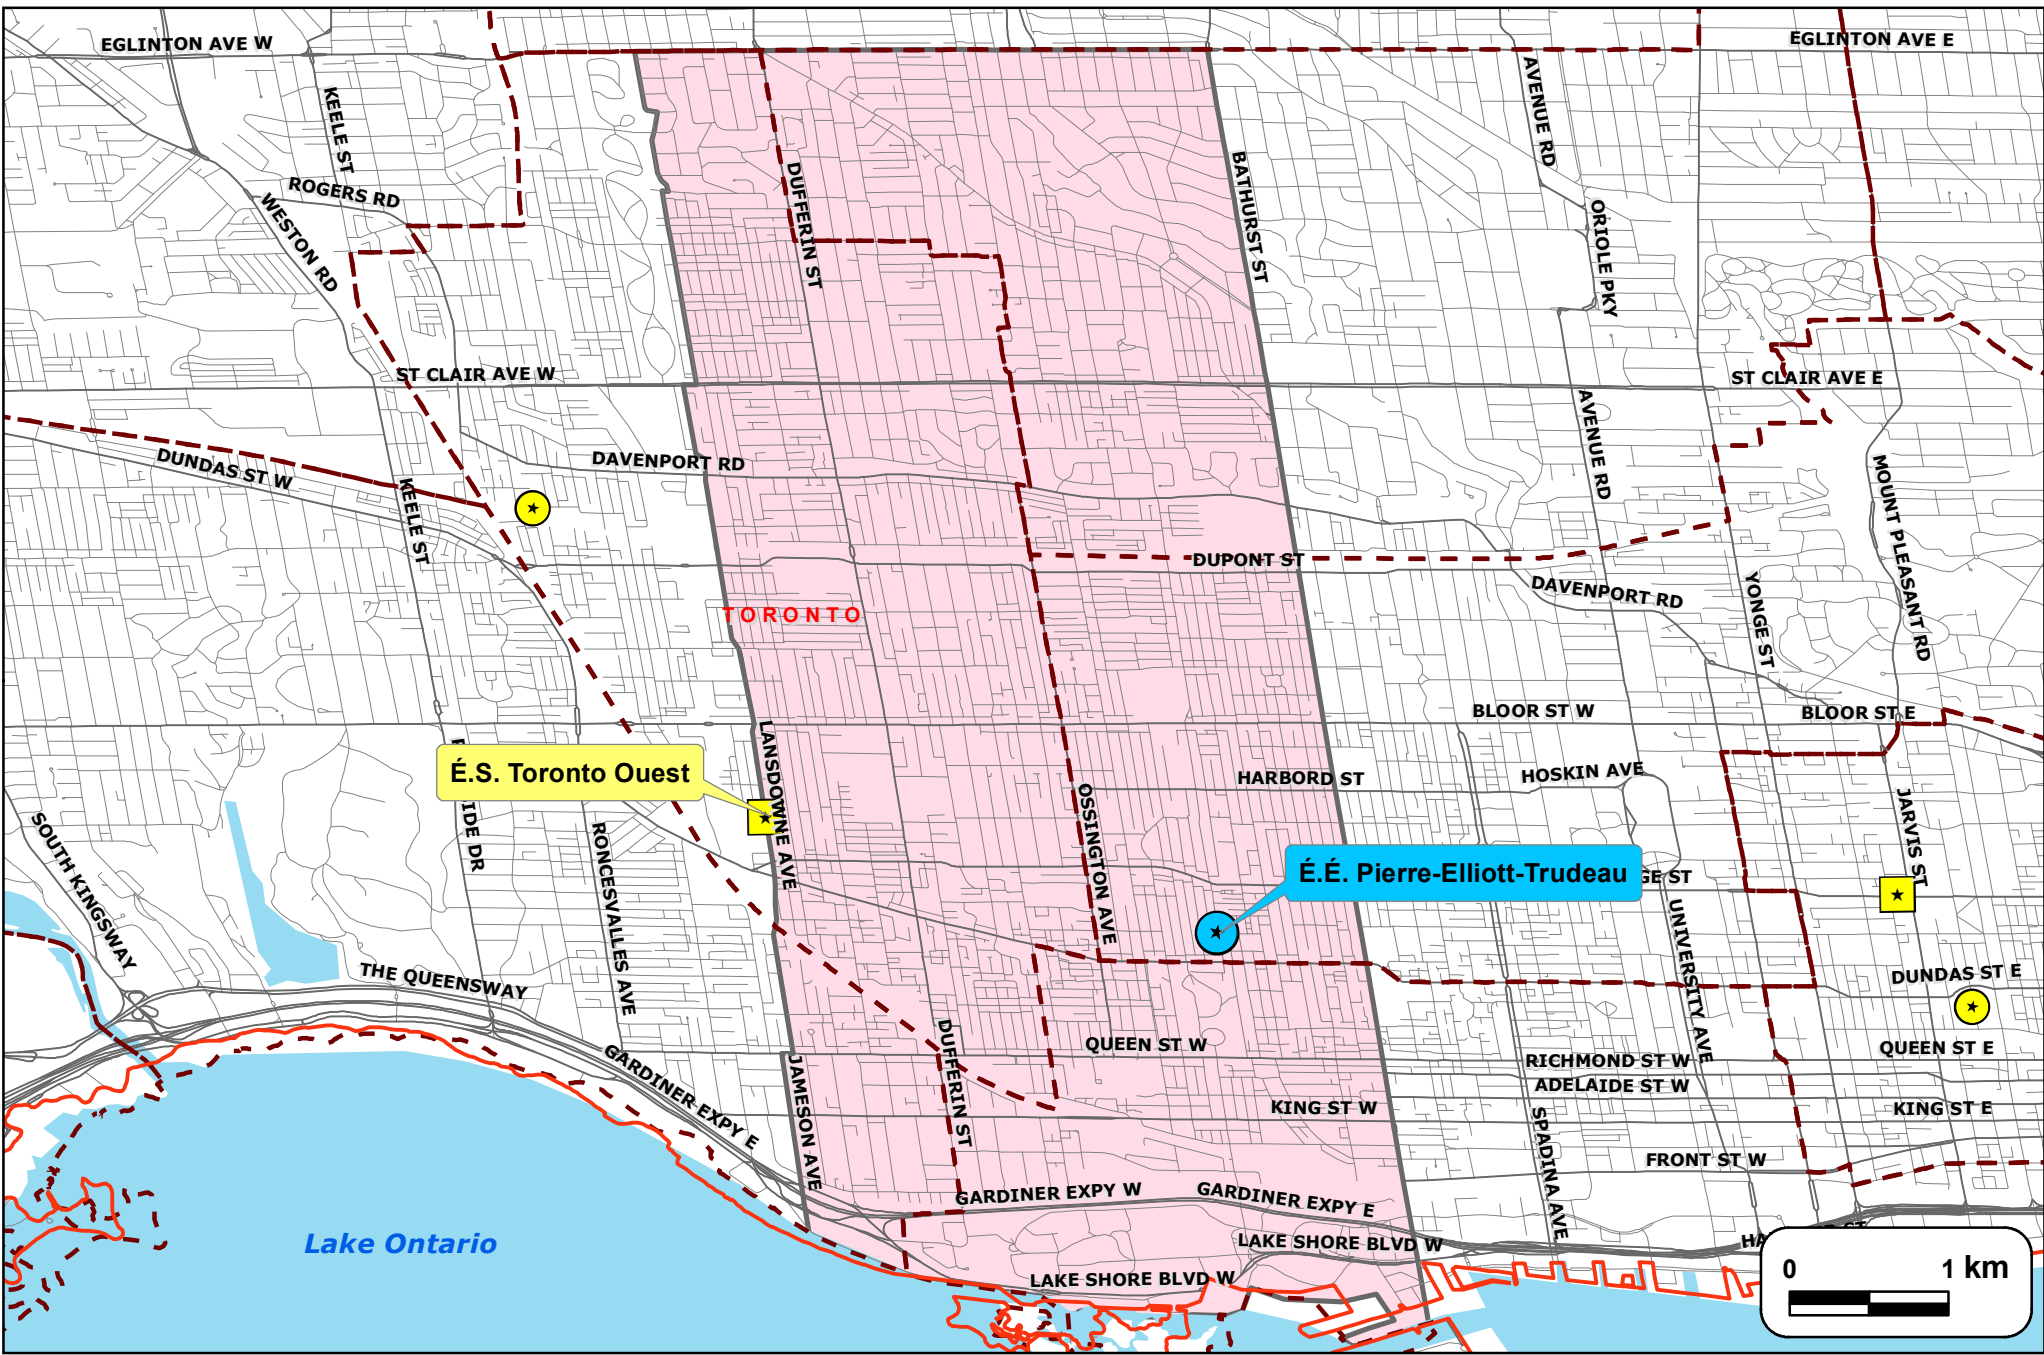 EGLINTON AVE W
EGLINTON AVE E
KEELE ST
AVENUE RD
ROGERS RD
DUFFERIN ST
BATHURST ST
WESTON RD
ORIOLE PKY
ST CLAIR AVE W
ST CLAIR AVE E
AVENUE RD
DUNDAS ST W
DAVENPORT RD
KEELE ST
MOUNT PLEASANT RD
DUPONT ST
DAVENPORT RD
YONGE ST
TORONTO
BLOOR ST W
BLOOR ST E
LANSDOWNE AVE
É.S. Toronto Ouest
HARBORD ST
HOSKIN AVE
OSSINGTON AVE
JARVIS ST
SOUTH KINGSWAY
IDE DR
RONCESVALLES AVE
É.É. Pierre-Elliott-Trudeau
GE ST
UNIVERSITY AVE
THE QUEENSWAY
DUNDAS ST E
DUFFERIN ST
QUEEN ST W
QUEEN ST E
GARDINER EXPY E
JAMESON AVE
RICHMOND ST W
ADELAIDE ST W
KING ST W
KING ST E
SPADINA AVE
FRONT ST W
GARDINER EXPY W
GARDINER EXPY E
Lake Ontario
LAKE SHORE BLVD W
LAKE SHORE BLVD W
HA
0 1 km